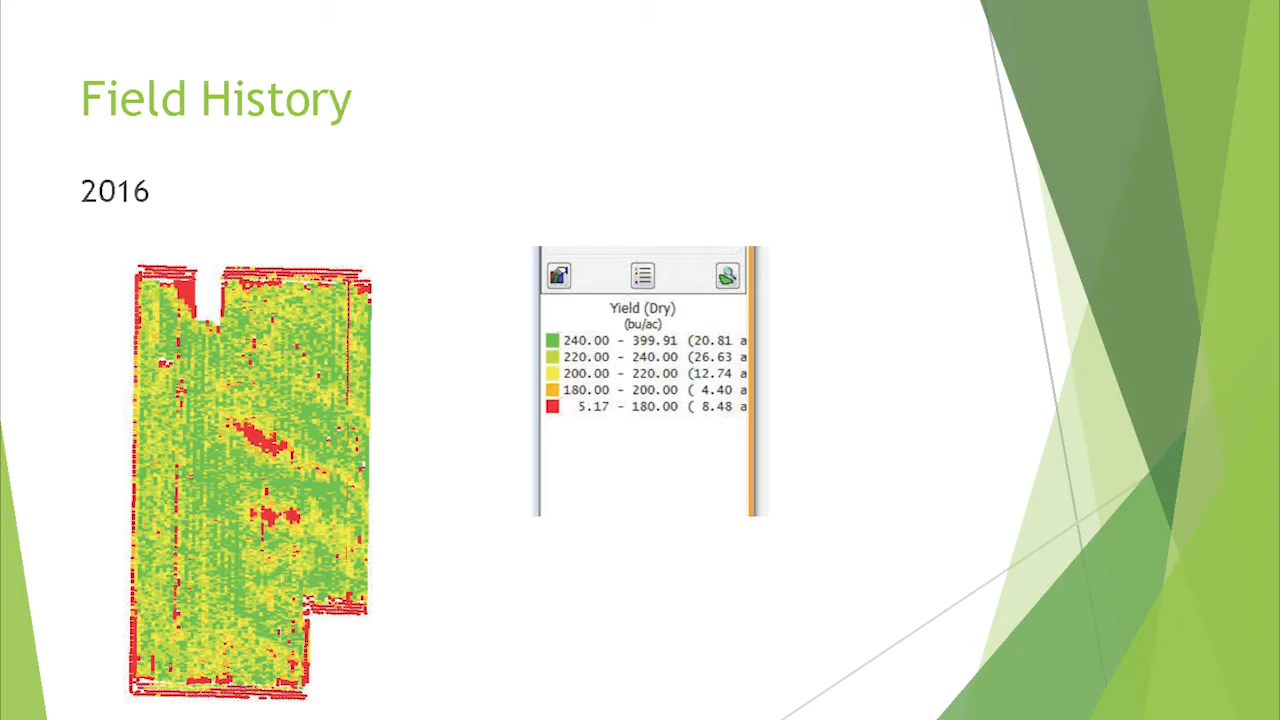 Field History
2016
Yield (Dry)
(bu/ac)
240.00 - 399.91 (20.81 a
220.00 - 240.00 (26.63 a
200.00 - 220.00 (12.74 a
180.00 - 200.00 ( 4.40 a
5.17 - 180.00 ( 8.48 a